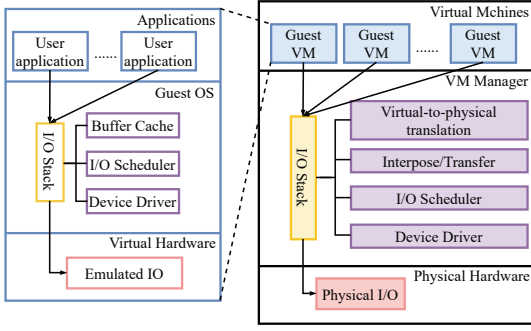 Applications
User
application
......
User
application
Guest OS
I/O Stack
Buffer Cache
I/O Scheduler
Device Driver
Virtual Hardware
Emulated IO
Virtual Mchines
Guest
VM
Guest
VM
......
Guest
VM
VM Manager
I/O Stack
Virtual-to-physical
translation
Interpose/Transfer
I/O Scheduler
Device Driver
Physical Hardware
Physical I/O